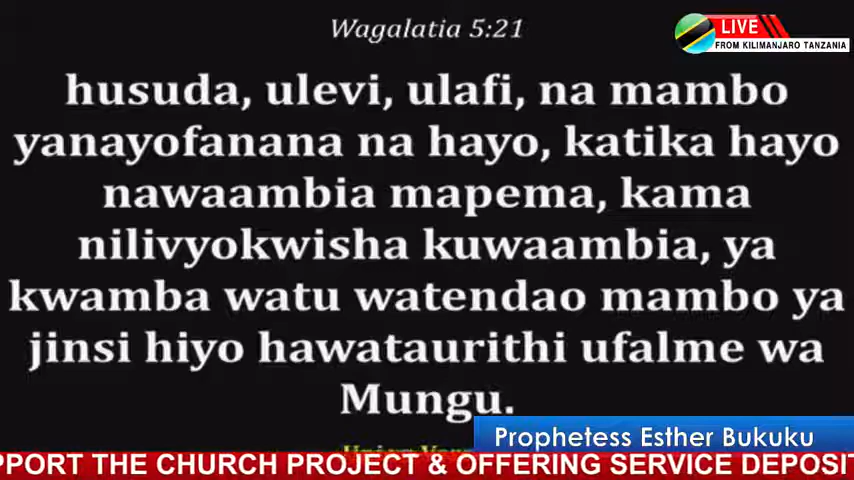 Wagalatia 5:21
LIVE
FROM KILIMANJARO TANZANIA
husuda, ulevi, ulafi, na mambo
yanayofanana na hayo, katika hayo
nawaambia mapema, kama
nilivyokwisha kuwaambia, ya
kwamba watu watendao mambo ya
jinsi hiyo hawataurithi ufalme wa
Mungu.
Prophetess Esther Bukuku
PPORT THE CHURCH PROJECT & OFFERING SERVICE DEPOSIT